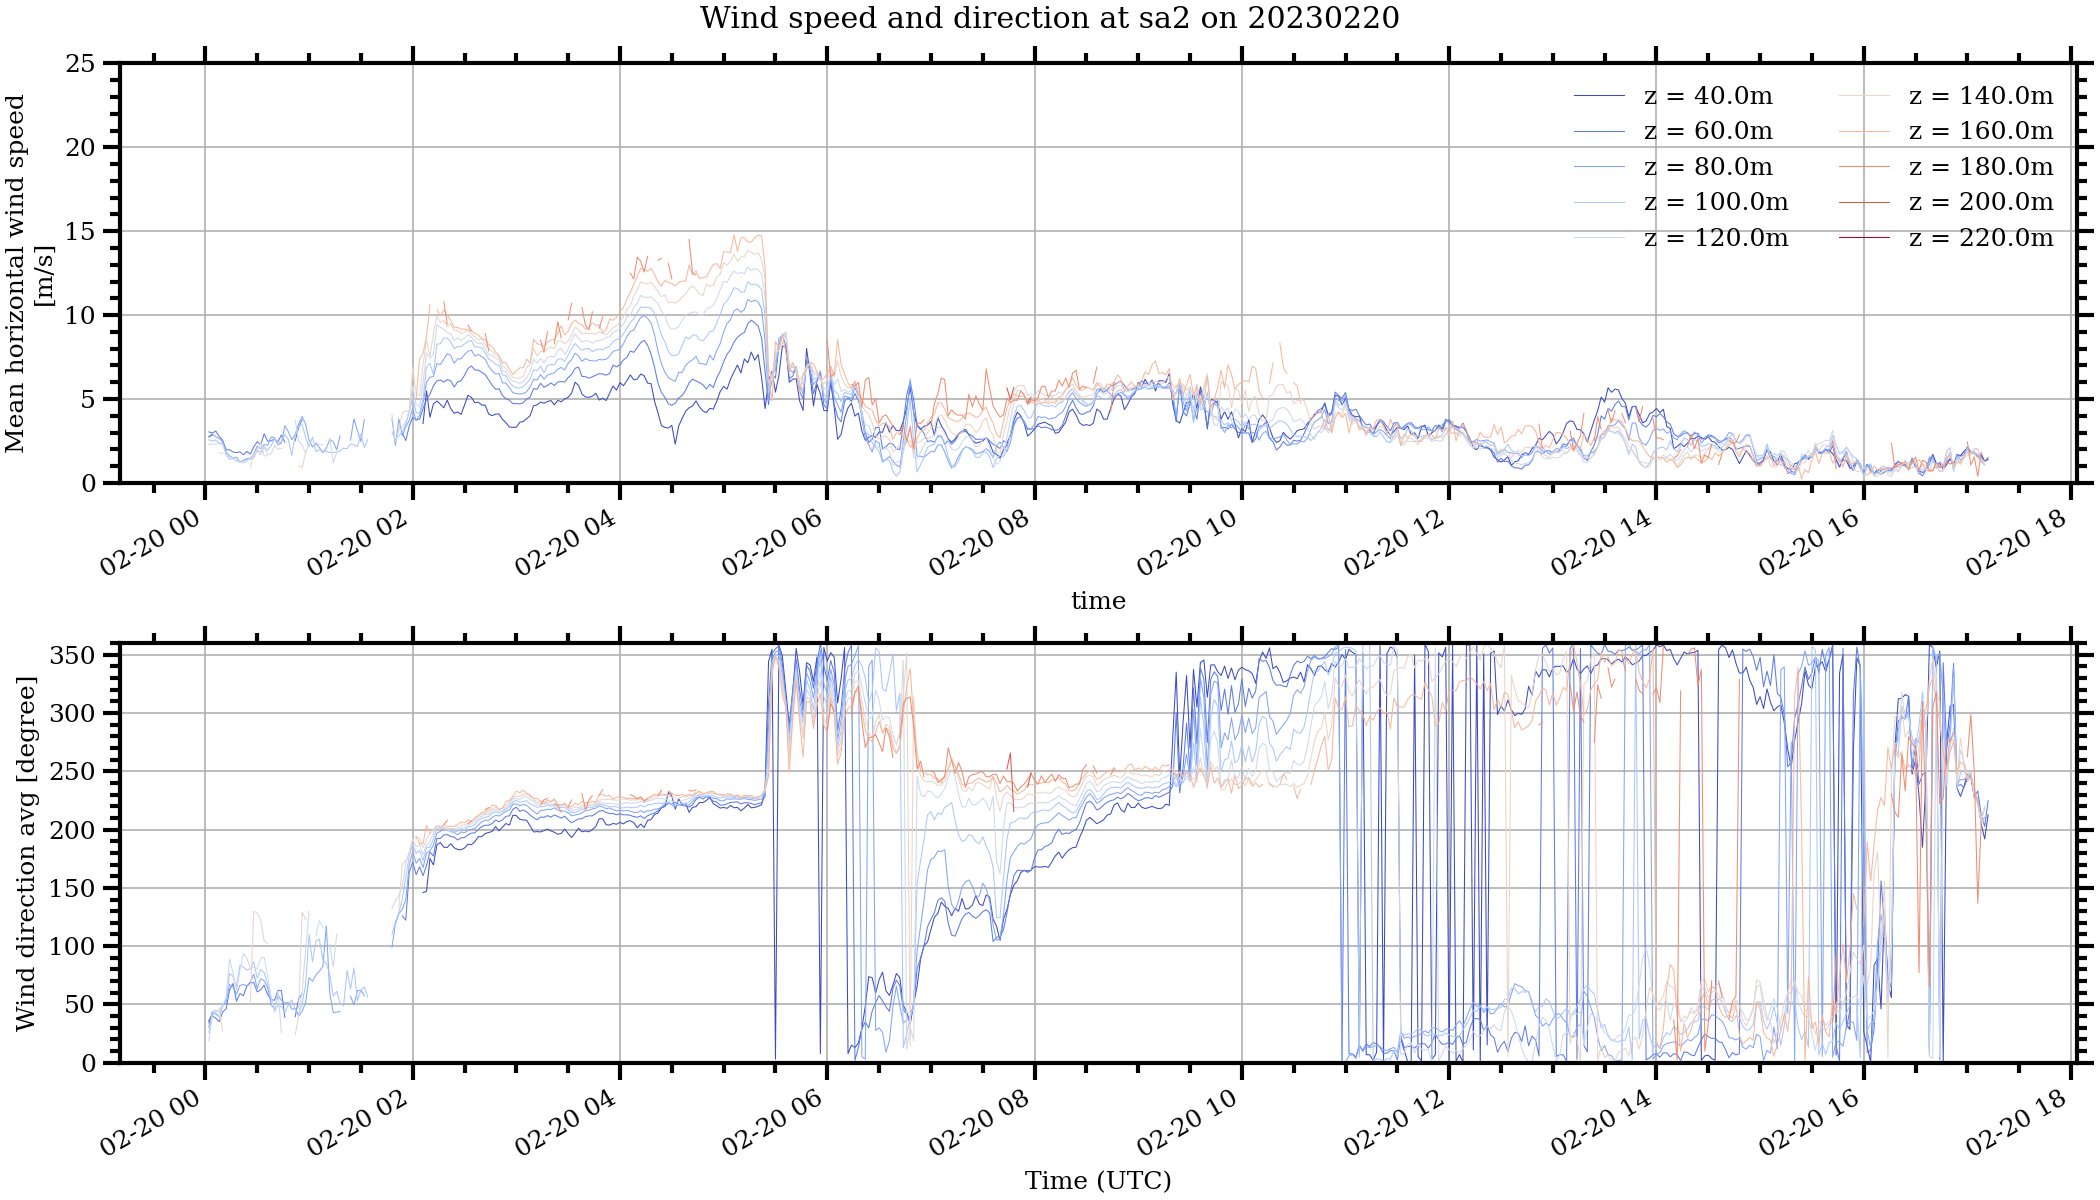 Wind speed and direction at sa2 on 20230220
Mean horizontal wind speed
[m/s]
25
20
15
10
5
0
z = 40.0m
z = 60.0m
z = 80.0m
z = 100.0m
z = 120.0m
z = 140.0m
z = 160.0m
z = 180.0m
z = 200.0m
z = 220.0m
02-20 00
02-20 02
02-20 04
02-20 06
02-20 08
02-20 10
02-20 12
02-20 14
02-20 16
02-20 18
time
Wind direction avg [degree]
350
300
250
200
150
100
50
0
02-20 00
02-20 02
02-20 04
02-20 06
02-20 08
02-20 10
02-20 12
02-20 14
02-20 16
02-20 18
Time (UTC)